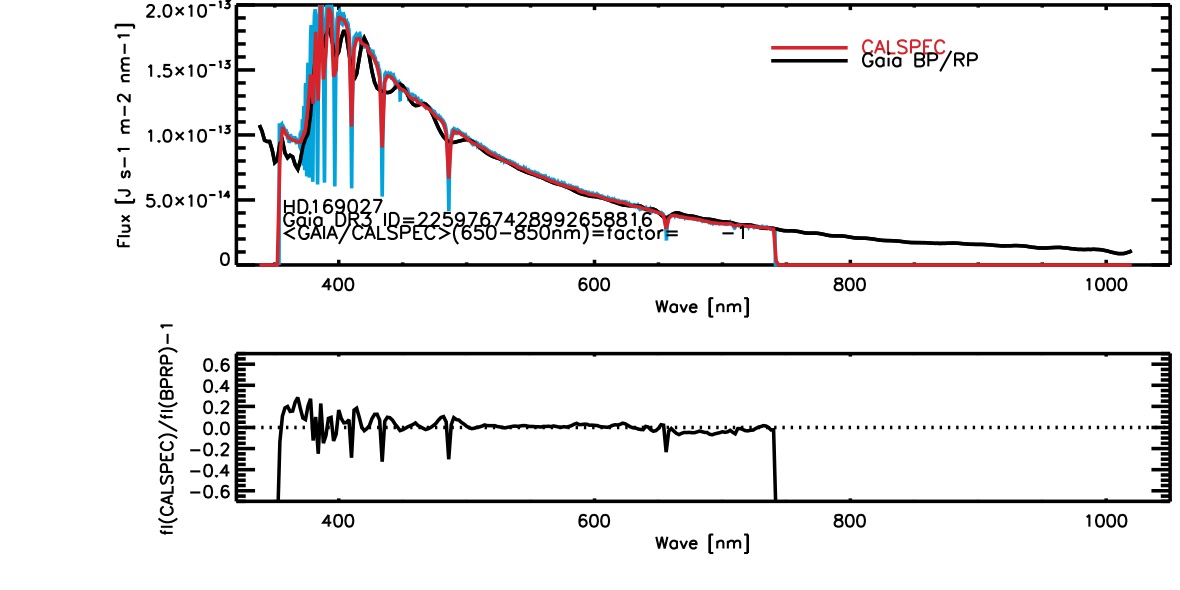 2.0×10−13
1.5×10−13
1.0×10−13
5.0×10−14
0
Flux [J s−1 m−2 nm−1]
CALSPEC
Gaia BP/RP
HD169027
Gaia DR3 ID=2259767428992658816
<GAIA/CALSPEC>(650−850nm)=factor= −1
400 600 800 1000
Wave [nm]
fl(CALSPEC)/fl(BPRP)−1
0.6
0.4
0.2
0.0
−0.2
−0.4
−0.6
400 600 800 1000
Wave [nm]